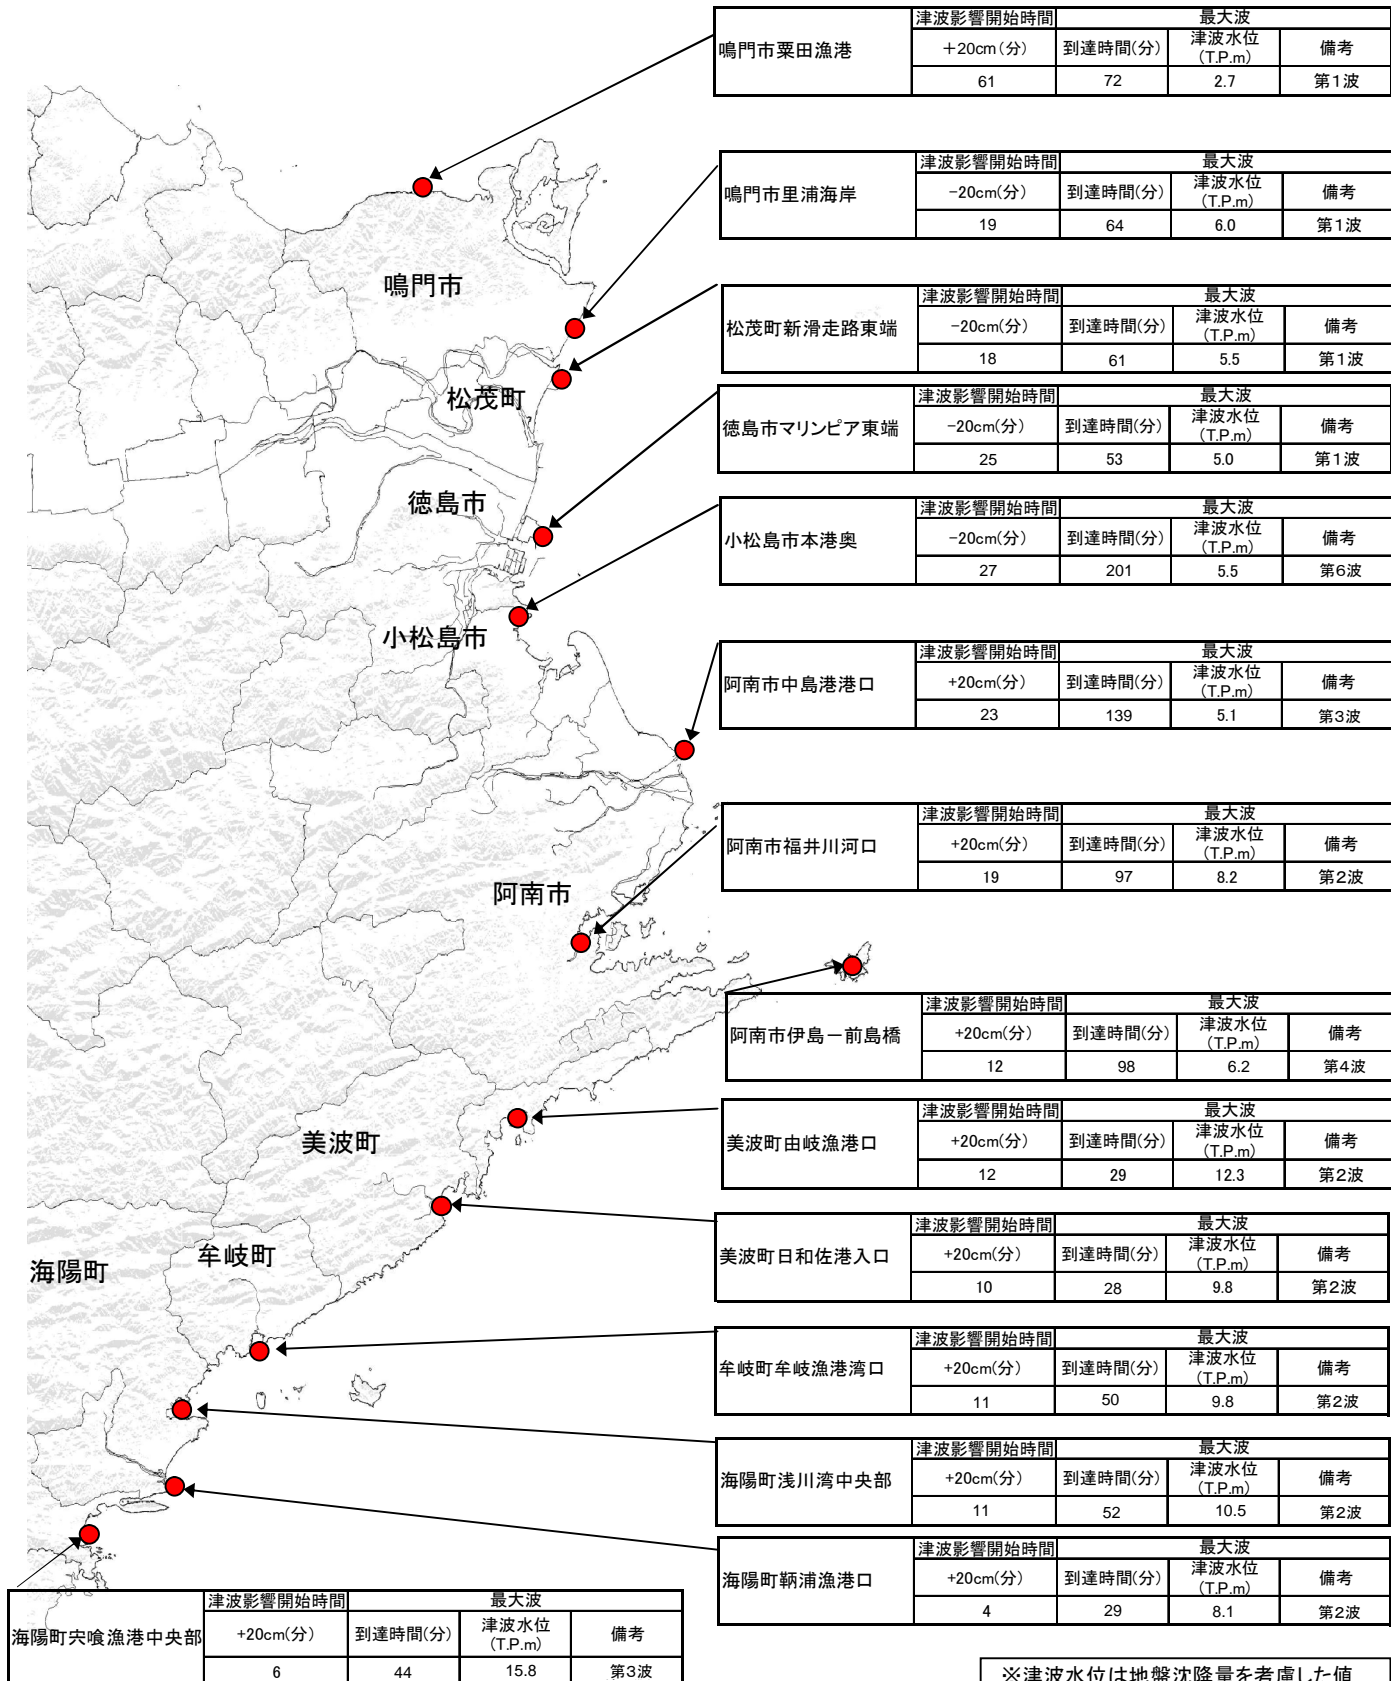 津波影響開始時間 最大波
鳴門市粟田漁港 +20cm(分) 到達時間(分) 津波水位(T.P.m) 備考
61 72 2.7 第1波
津波影響開始時間 最大波
鳴門市里浦海岸 -20cm(分) 到達時間(分) 津波水位(T.P.m) 備考
19 64 6.0 第1波
鳴門市
津波影響開始時間 最大波
松茂町新滑走路東端 -20cm(分) 到達時間(分) 津波水位(T.P.m) 備考
18 61 5.5 第1波
松茂町
津波影響開始時間 最大波
徳島市マリンピア東端 -20cm(分) 到達時間(分) 津波水位(T.P.m) 備考
25 53 5.0 第1波
徳島市
津波影響開始時間 最大波
小松島市本港奥 -20cm(分) 到達時間(分) 津波水位(T.P.m) 備考
27 201 5.5 第6波
小松島市
津波影響開始時間 最大波
阿南市中島港港口 +20cm(分) 到達時間(分) 津波水位(T.P.m) 備考
23 139 5.1 第3波
津波影響開始時間 最大波
阿南市福井川河口 +20cm(分) 到達時間(分) 津波水位(T.P.m) 備考
19 97 8.2 第2波
阿南市
津波影響開始時間 最大波
阿南市伊島－前島橋 +20cm(分) 到達時間(分) 津波水位(T.P.m) 備考
12 98 6.2 第4波
津波影響開始時間 最大波
美波町由岐漁港口 +20cm(分) 到達時間(分) 津波水位(T.P.m) 備考
12 29 12.3 第2波
美波町
津波影響開始時間 最大波
美波町日和佐港入口 +20cm(分) 到達時間(分) 津波水位(T.P.m) 備考
10 28 9.8 第2波
牟岐町
海陽町
津波影響開始時間 最大波
牟岐町牟岐漁港湾口 +20cm(分) 到達時間(分) 津波水位(T.P.m) 備考
11 50 9.8 第2波
津波影響開始時間 最大波
海陽町浅川湾中央部 +20cm(分) 到達時間(分) 津波水位(T.P.m) 備考
11 52 10.5 第2波
津波影響開始時間 最大波
海陽町鞆浦漁港口 +20cm(分) 到達時間(分) 津波水位(T.P.m) 備考
4 29 8.1 第2波
津波影響開始時間 最大波
海陽町宍喰漁港中央部 +20cm(分) 到達時間(分) 津波水位(T.P.m) 備考
6 44 15.8 第3波
※津波水位は地盤沈降量を考慮した値